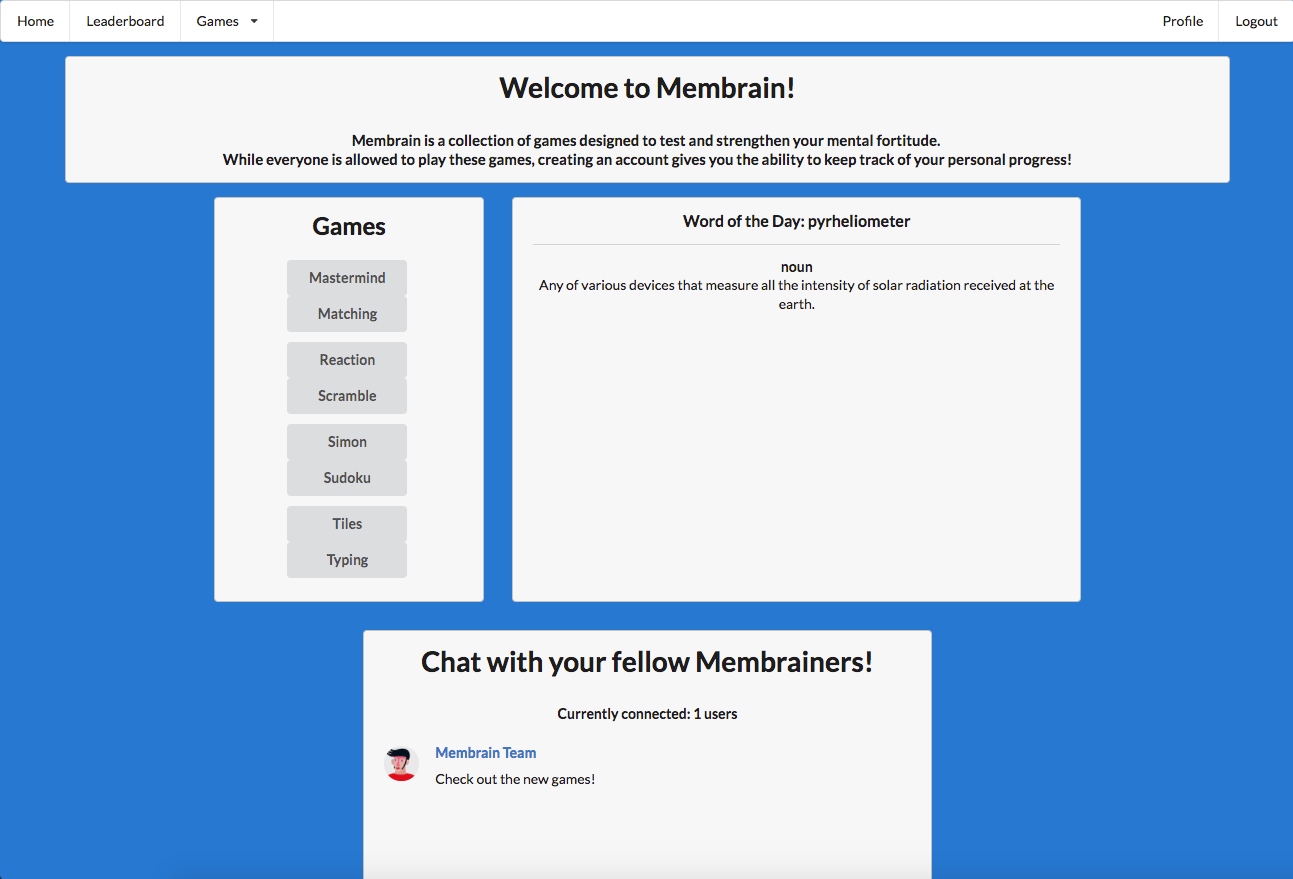 Home
Leaderboard
Games
Profile
Logout
Welcome to Membrain!
Membrain is a collection of games designed to test and strengthen your mental fortitude.
While everyone is allowed to play these games, creating an account gives you the ability to keep track of your personal progress!
Games
Mastermind
Matching
Reaction
Scramble
Simon
Sudoku
Tiles
Typing
Word of the Day: pyrheliometer
noun
Any of various devices that measure all the intensity of solar radiation received at the
earth.
Chat with your fellow Membrainers!
Currently connected: 1 users
Membrain Team
Check out the new games!